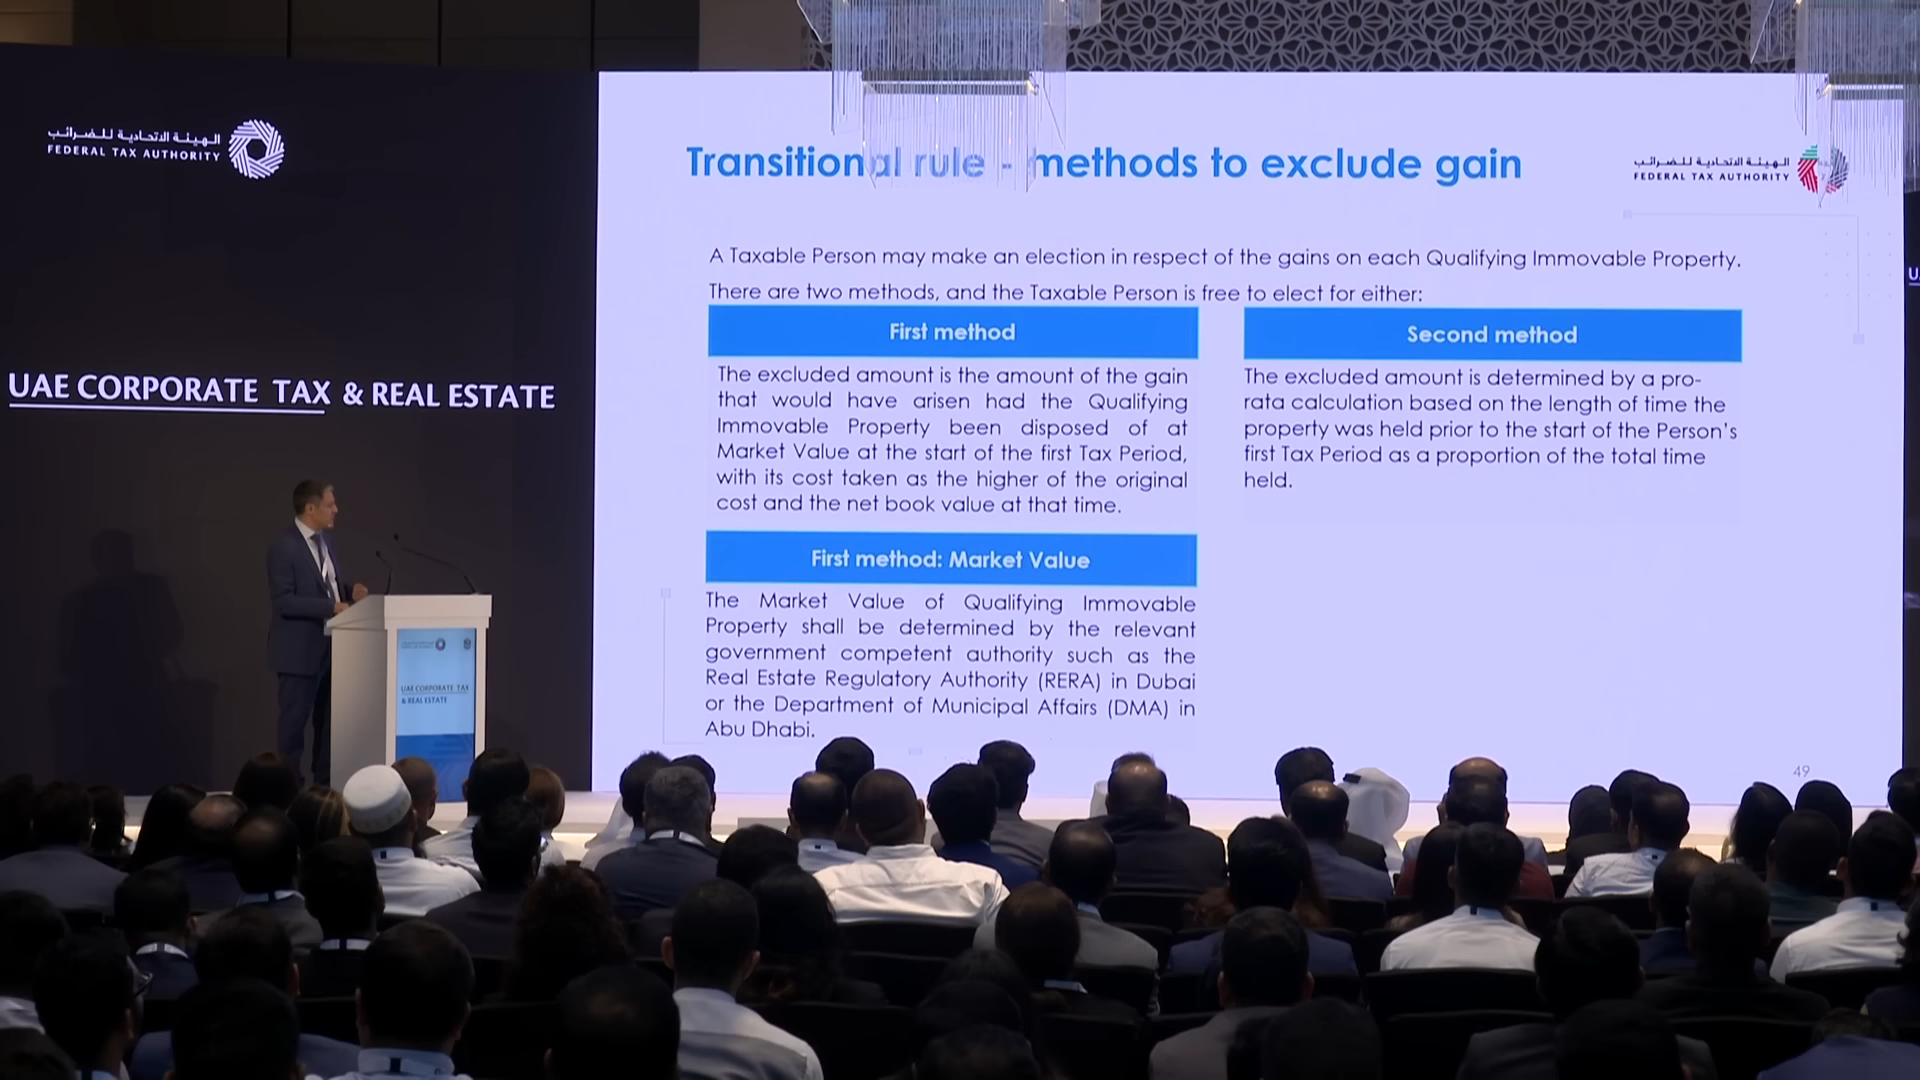 الهيئة الاتحادية للضرائب
FEDERAL TAX AUTHORITY
UAE CORPORATE TAX & REAL ESTATE
Transitional rule - methods to exclude gain
الهيئة الاتحادية للضرائب
FEDERAL TAX AUTHORITY
A Taxable Person may make an election in respect of the gains on each Qualifying Immovable Property.
There are two methods, and the Taxable Person is free to elect for either:
First method
The excluded amount is the amount of the gain
that would have arisen had the Qualifying
Immovable Property been disposed of at
Market Value at the start of the first Tax Period,
with its cost taken as the higher of the original
cost and the net book value at that time.
Second method
The excluded amount is determined by a pro-
rata calculation based on the length of time the
property was held prior to the start of the Person's
first Tax Period as a proportion of the total time
held.
First method: Market Value
The Market Value of Qualifying Immovable
Property shall be determined by the relevant
government competent authority such as the
Real Estate Regulatory Authority (RERA) in Dubai
or the Department of Municipal Affairs (DMA) in
Abu Dhabi.
49
UAE CORPORATE TAX
& REAL ESTATE
U